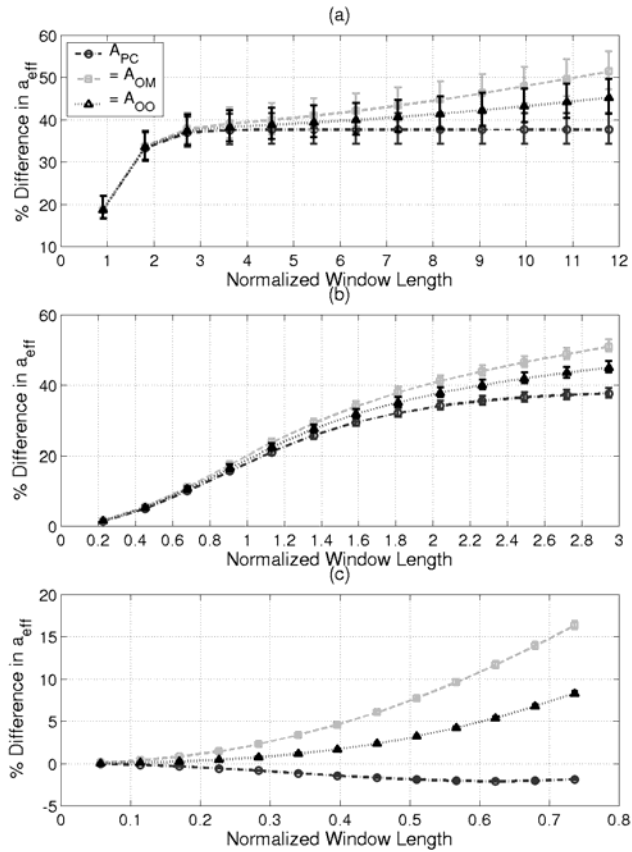 (a)
60
50
40
30
20
10
% Difference in a_eff
A_PC
= A_OM
= A_OO
0 1 2 3 4 5 6 7 8 9 10 11 12
Normalized Window Length
(b)
60
40
20
0
% Difference in a_eff
0 0.2 0.4 0.6 0.8 1 1.2 1.4 1.6 1.8 2 2.2 2.4 2.6 2.8 3
Normalized Window Length
(c)
20
15
10
5
0
-5
% Difference in a_eff
0 0.1 0.2 0.3 0.4 0.5 0.6 0.7 0.8
Normalized Window Length